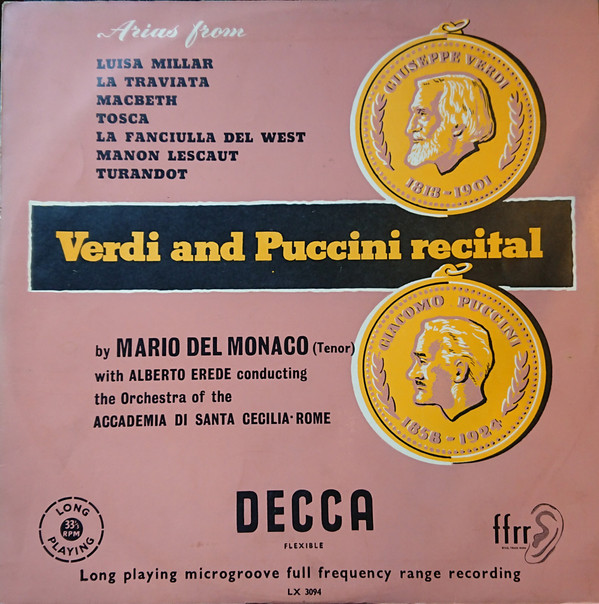 Arias from
LUISA MILLAR
LA TRAVIATA
MACBETH
TOSCA
LA FANCIULLA DEL WEST
MANON LESCAUT
TURANDOT
GIUSEPPE VERDI
1813-1901
Verdi and Puccini recital
GIACOMO PUCCINI
1858-1924
by MARIO DEL MONACO (Tenor)
with ALBERTO EREDE conducting
the Orchestra of the
ACCADEMIA DI SANTA CECILIA·ROME
LONG
33⅓
RPM
PLAYING
DECCA
FLEXIBLE
ffrr
Long playing microgroove full frequency range recording
LX 3094